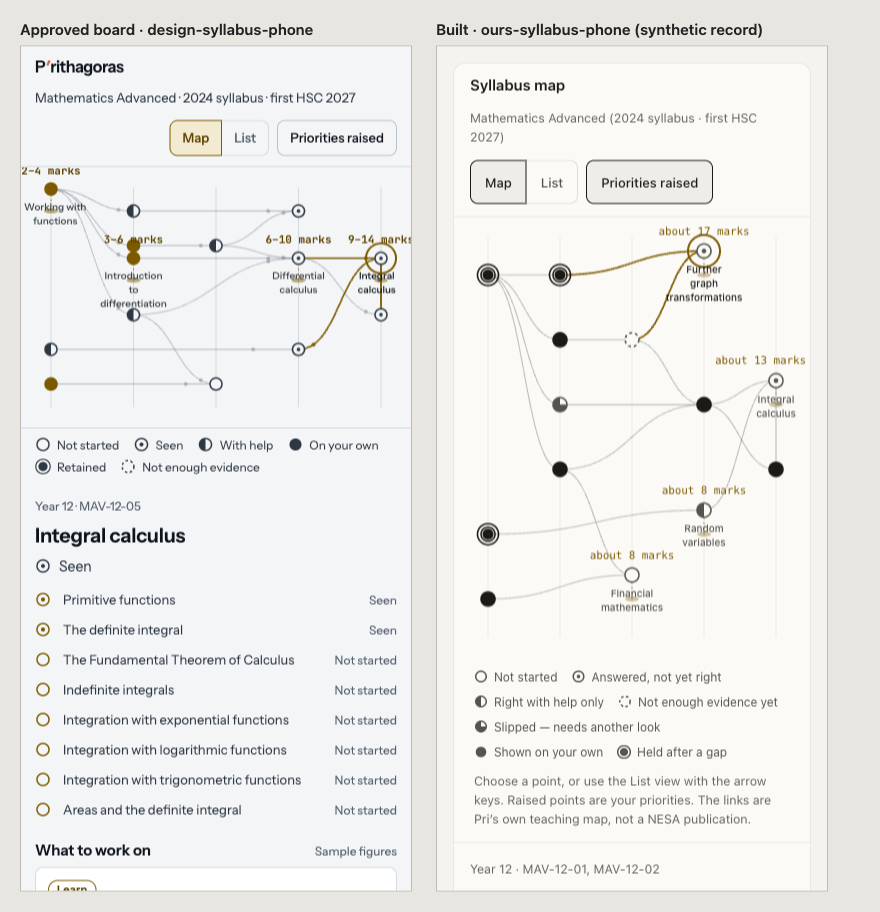 Approved board · design-syllabus-phone
P′rithagoras
Mathematics Advanced · 2024 syllabus · first HSC 2027
Map
List
Priorities raised
2–4 marks
Working with
functions
3–6 marks
6–10 marks
9–14 marks
Introduction
to
differentiation
Differential
calculus
Integral
calculus
Not started
Seen
With help
On your own
Retained
Not enough evidence
Year 12 · MAV-12-05
Integral calculus
Seen
Primitive functions Seen
The definite integral Seen
The Fundamental Theorem of Calculus Not started
Indefinite integrals Not started
Integration with exponential functions Not started
Integration with logarithmic functions Not started
Integration with trigonometric functions Not started
Areas and the definite integral Not started
What to work on Sample figures
Learn
Built · ours-syllabus-phone (synthetic record)
Syllabus map
Mathematics Advanced (2024 syllabus · first HSC
2027)
Map
List
Priorities raised
about 17 marks
Further
graph
transformations
about 13 marks
Integral
calculus
about 8 marks
Random
variables
about 8 marks
Financial
mathematics
Not started
Answered, not yet right
Right with help only
Not enough evidence yet
Slipped — needs another look
Shown on your own
Held after a gap
Choose a point, or use the List view with the arrow
keys. Raised points are your priorities. The links are
Pri’s own teaching map, not a NESA publication.
Year 12 · MAV-12-01, MAV-12-02